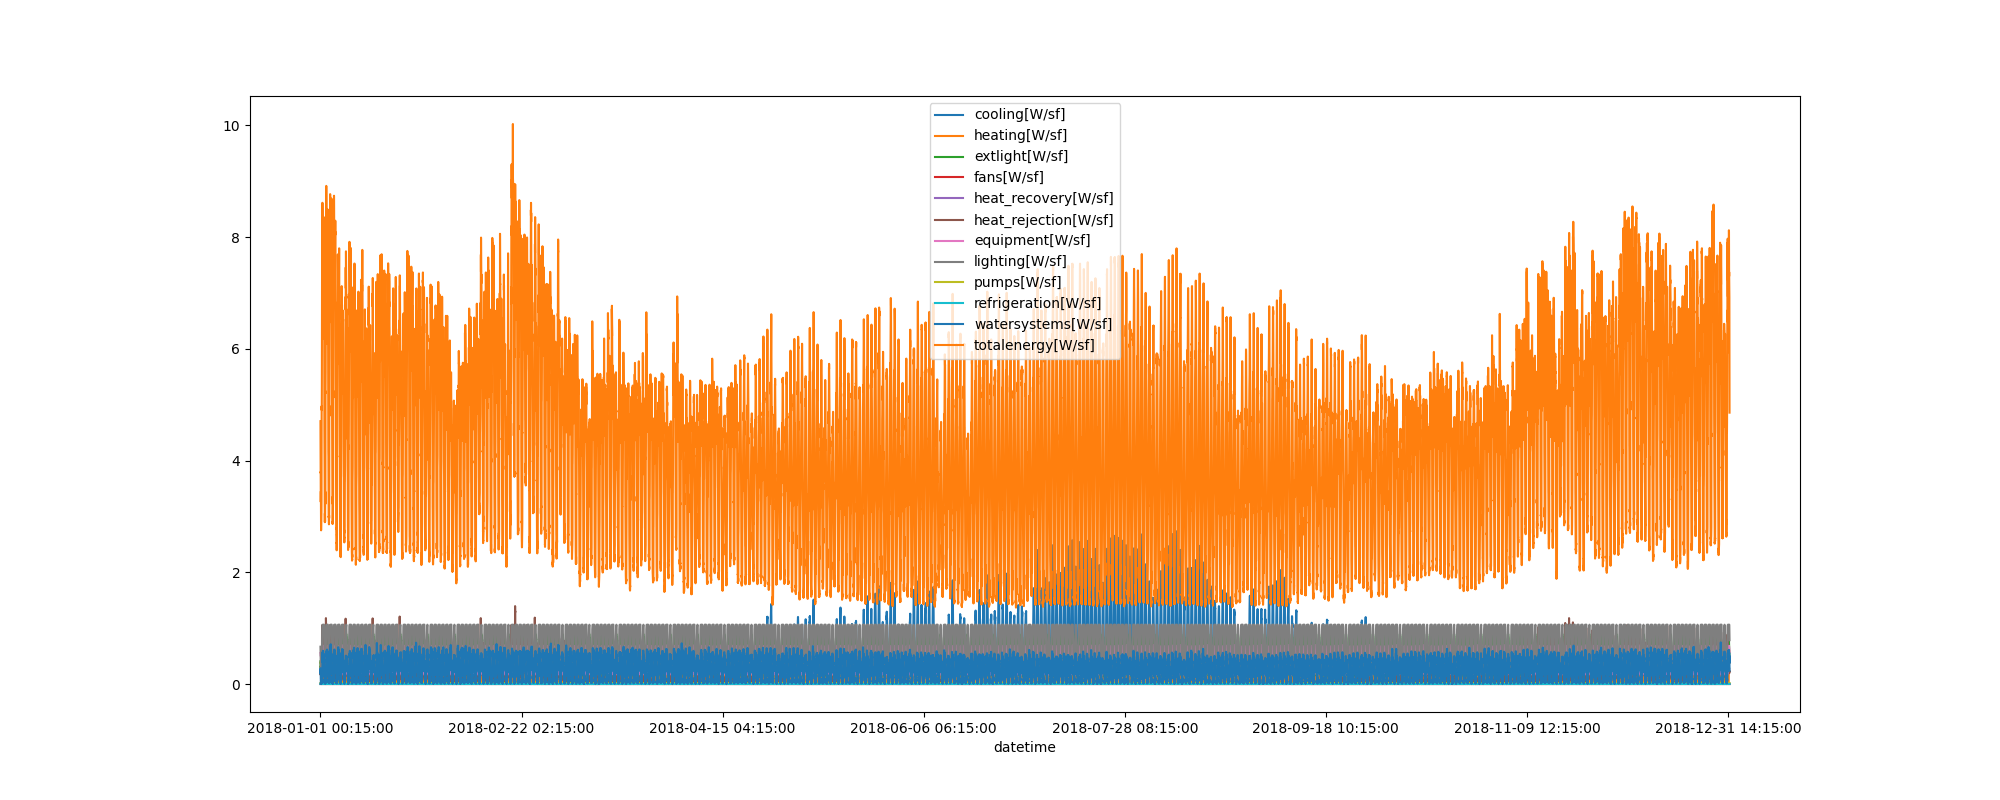 10
8
6
4
2
0
cooling[W/sf]
heating[W/sf]
extlight[W/sf]
fans[W/sf]
heat_recovery[W/sf]
heat_rejection[W/sf]
equipment[W/sf]
lighting[W/sf]
pumps[W/sf]
refrigeration[W/sf]
watersystems[W/sf]
totalenergy[W/sf]
2018-01-01 00:15:00 2018-02-22 02:15:00 2018-04-15 04:15:00 2018-06-06 06:15:00 2018-07-28 08:15:00 2018-09-18 10:15:00 2018-11-09 12:15:00 2018-12-31 14:15:00
datetime